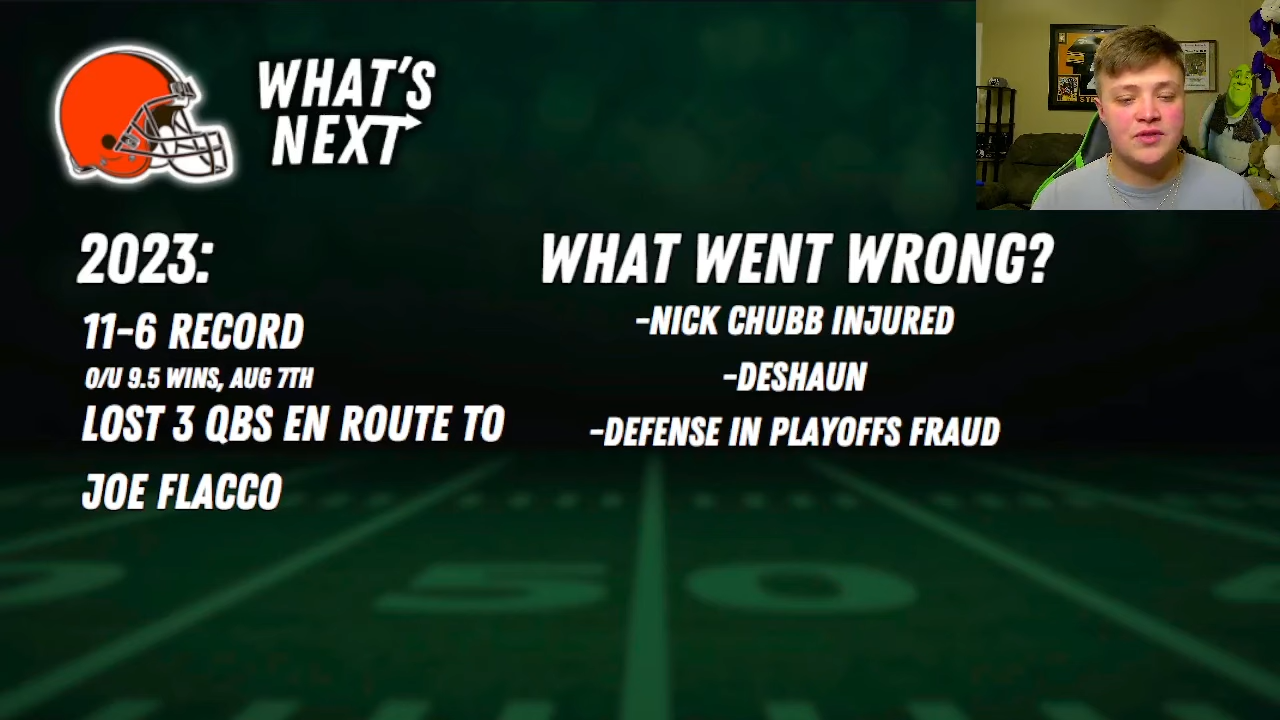 WHAT'S
NEXT
2023:
11-6 RECORD
O/U 9.5 WINS, AUG 7TH
LOST 3 QBS EN ROUTE TO
JOE FLACCO
WHAT WENT WRONG?
-NICK CHUBB INJURED
-DESHAUN
-DEFENSE IN PLAYOFFS FRAUD
50